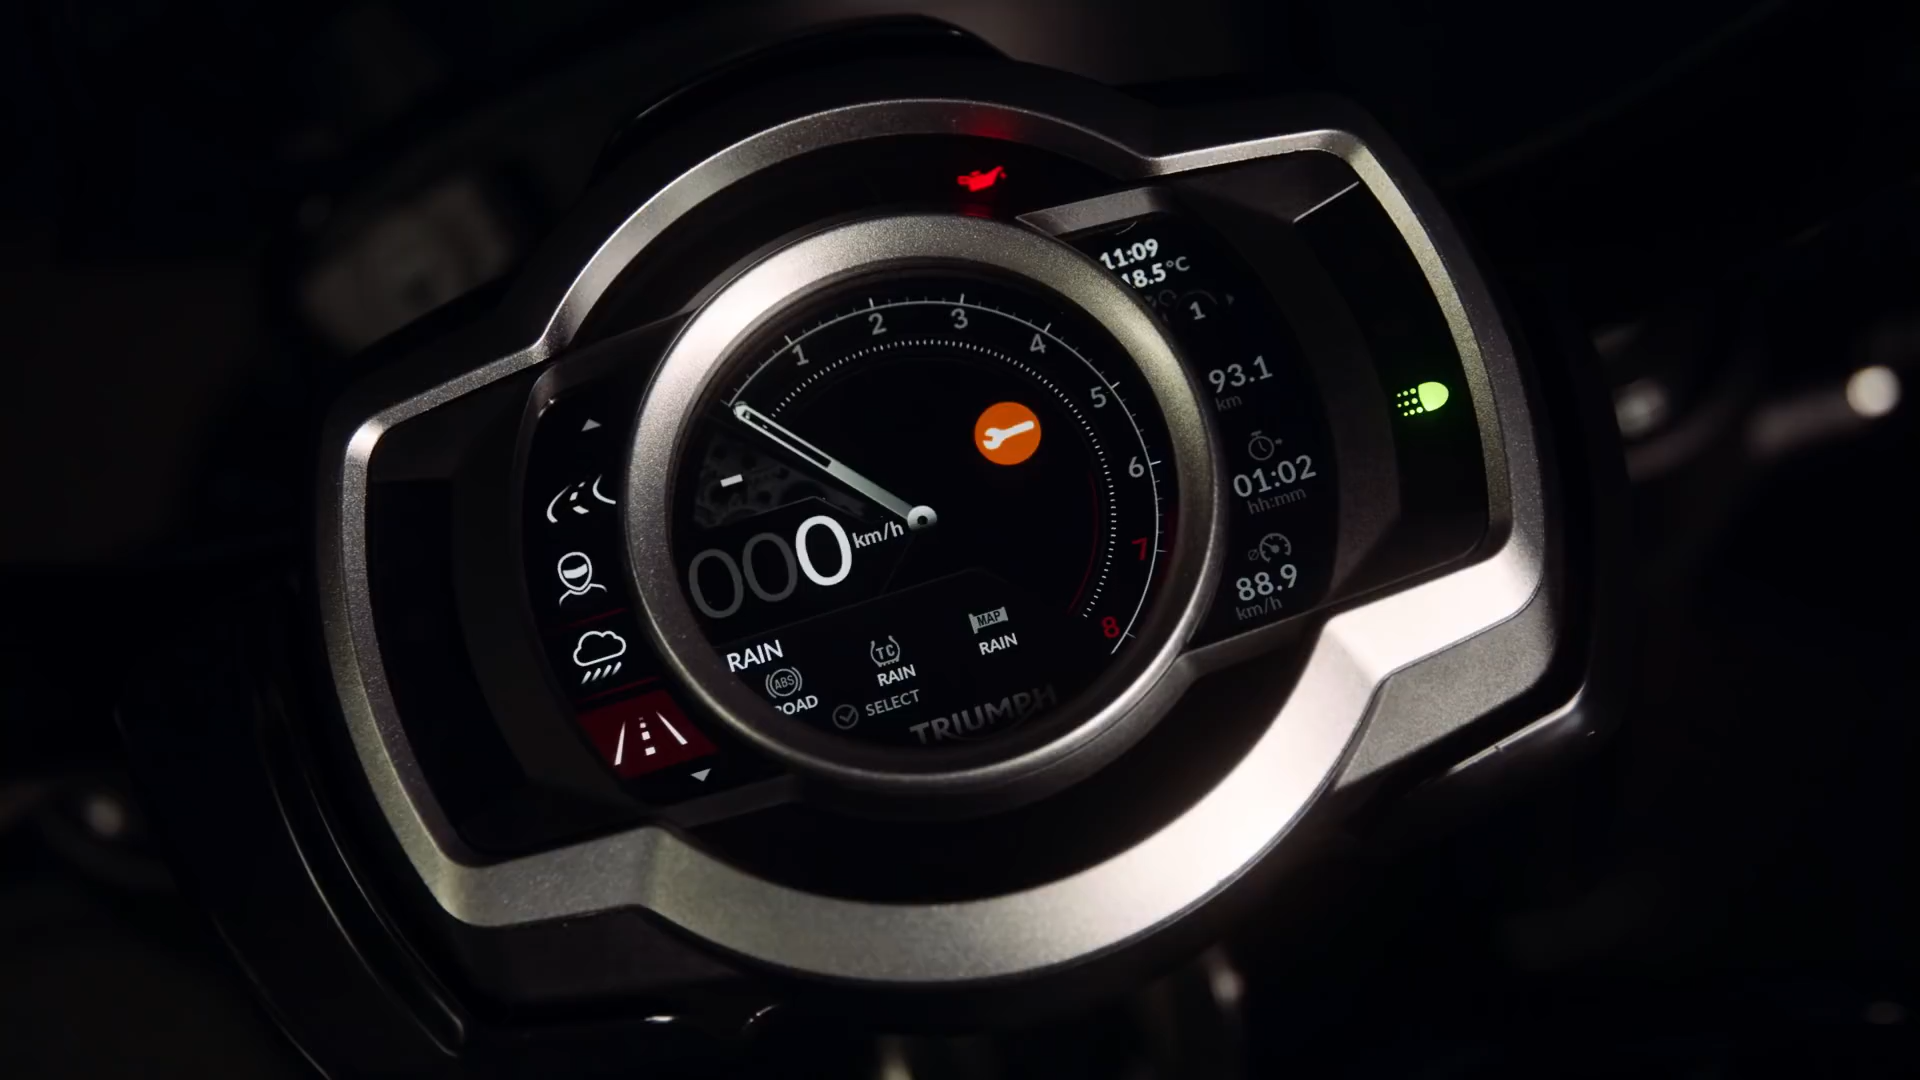 11:09
18.5°C
1
1 2 3 4 5 6 7 8
93.1
km
01:02
hh:mm
-
000 km/h
88.9
km/h
RAIN
ABS
ROAD
TC
RAIN
MAP
RAIN
SELECT
TRIUMPH